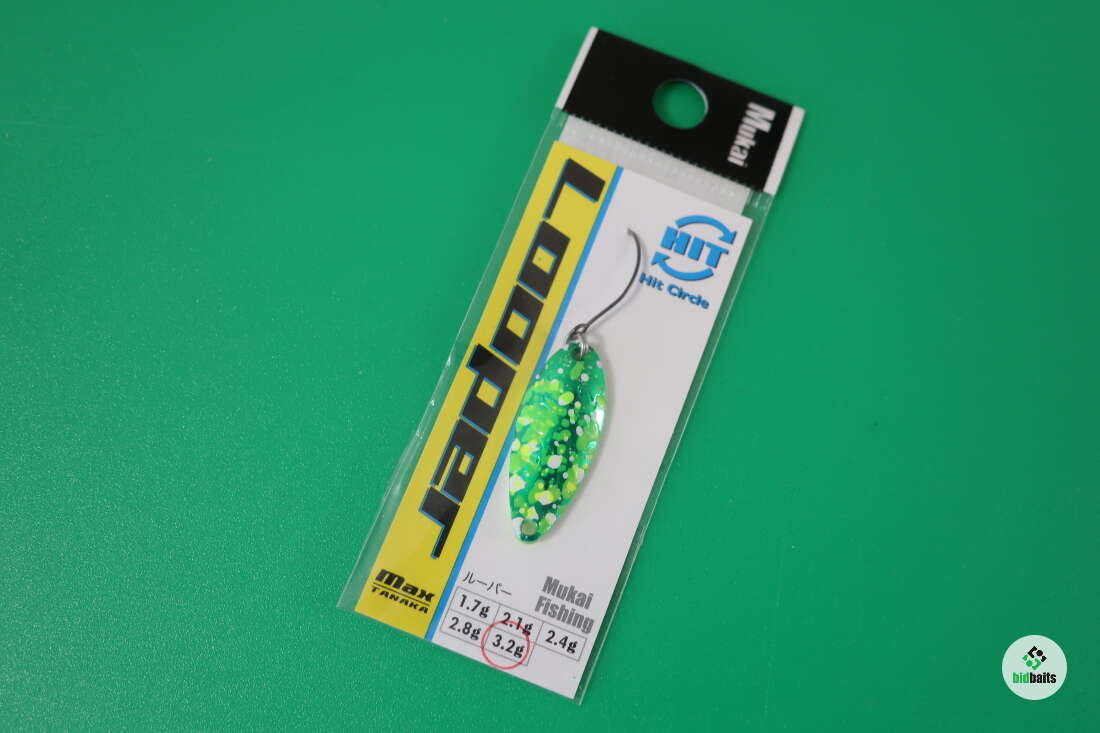 Mukai
Looper
HIT
Hit Circle
max
TANAKA
ルーパー
1.7g 2.1g 2.4g
2.8g 3.2g
Mukai
Fishing
bidbaits